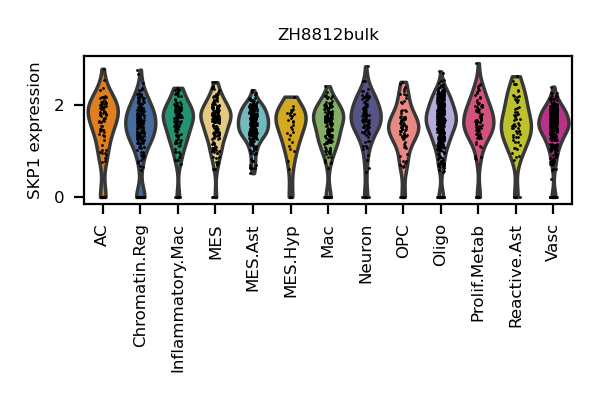 ZH8812bulk
SKP1 expression
2
0
AC
Chromatin.Reg
Inflammatory.Mac
MES
MES.Ast
MES.Hyp
Mac
Neuron
OPC
Oligo
Prolif.Metab
Reactive.Ast
Vasc